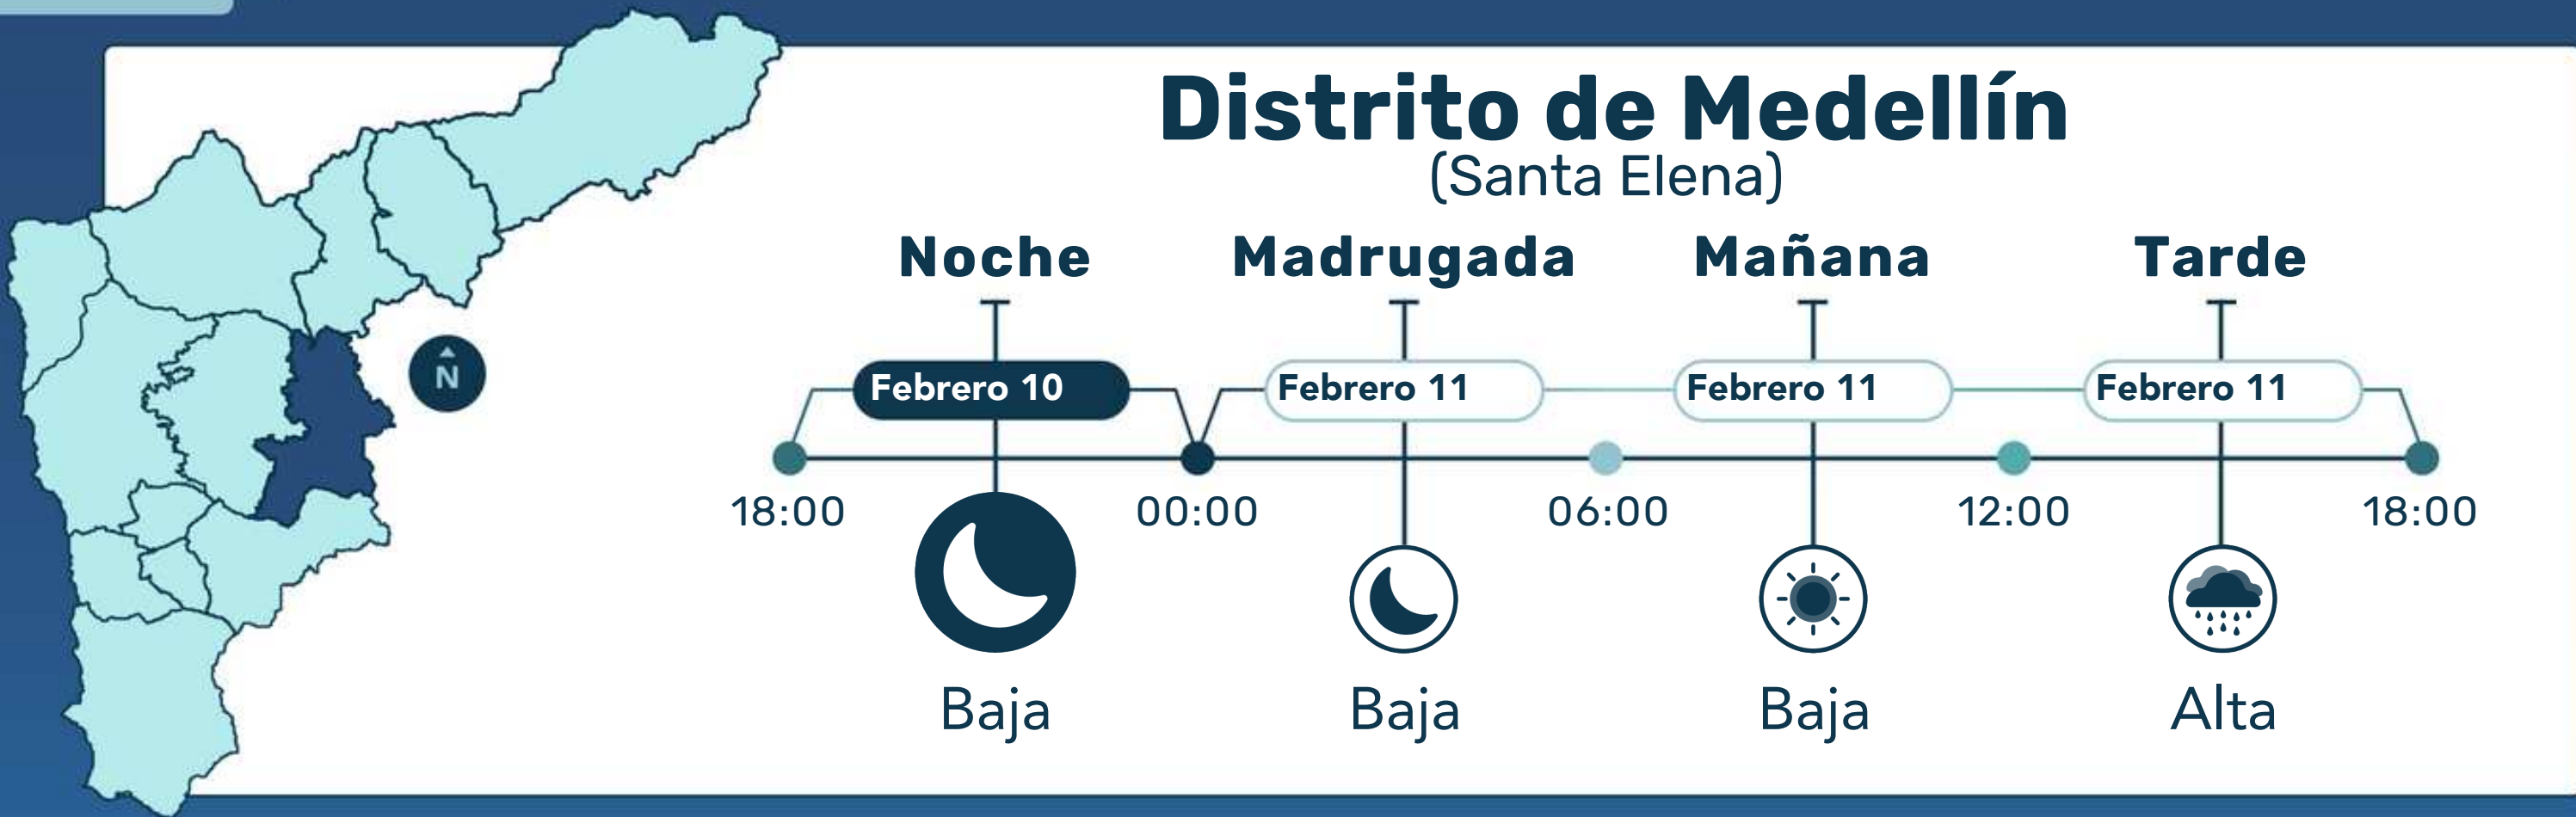 Distrito de Medellín
(Santa Elena)
Noche Madrugada Mañana Tarde
Febrero 10 Febrero 11 Febrero 11 Febrero 11
N
18:00 00:00 06:00 12:00 18:00
Baja Baja Baja Alta